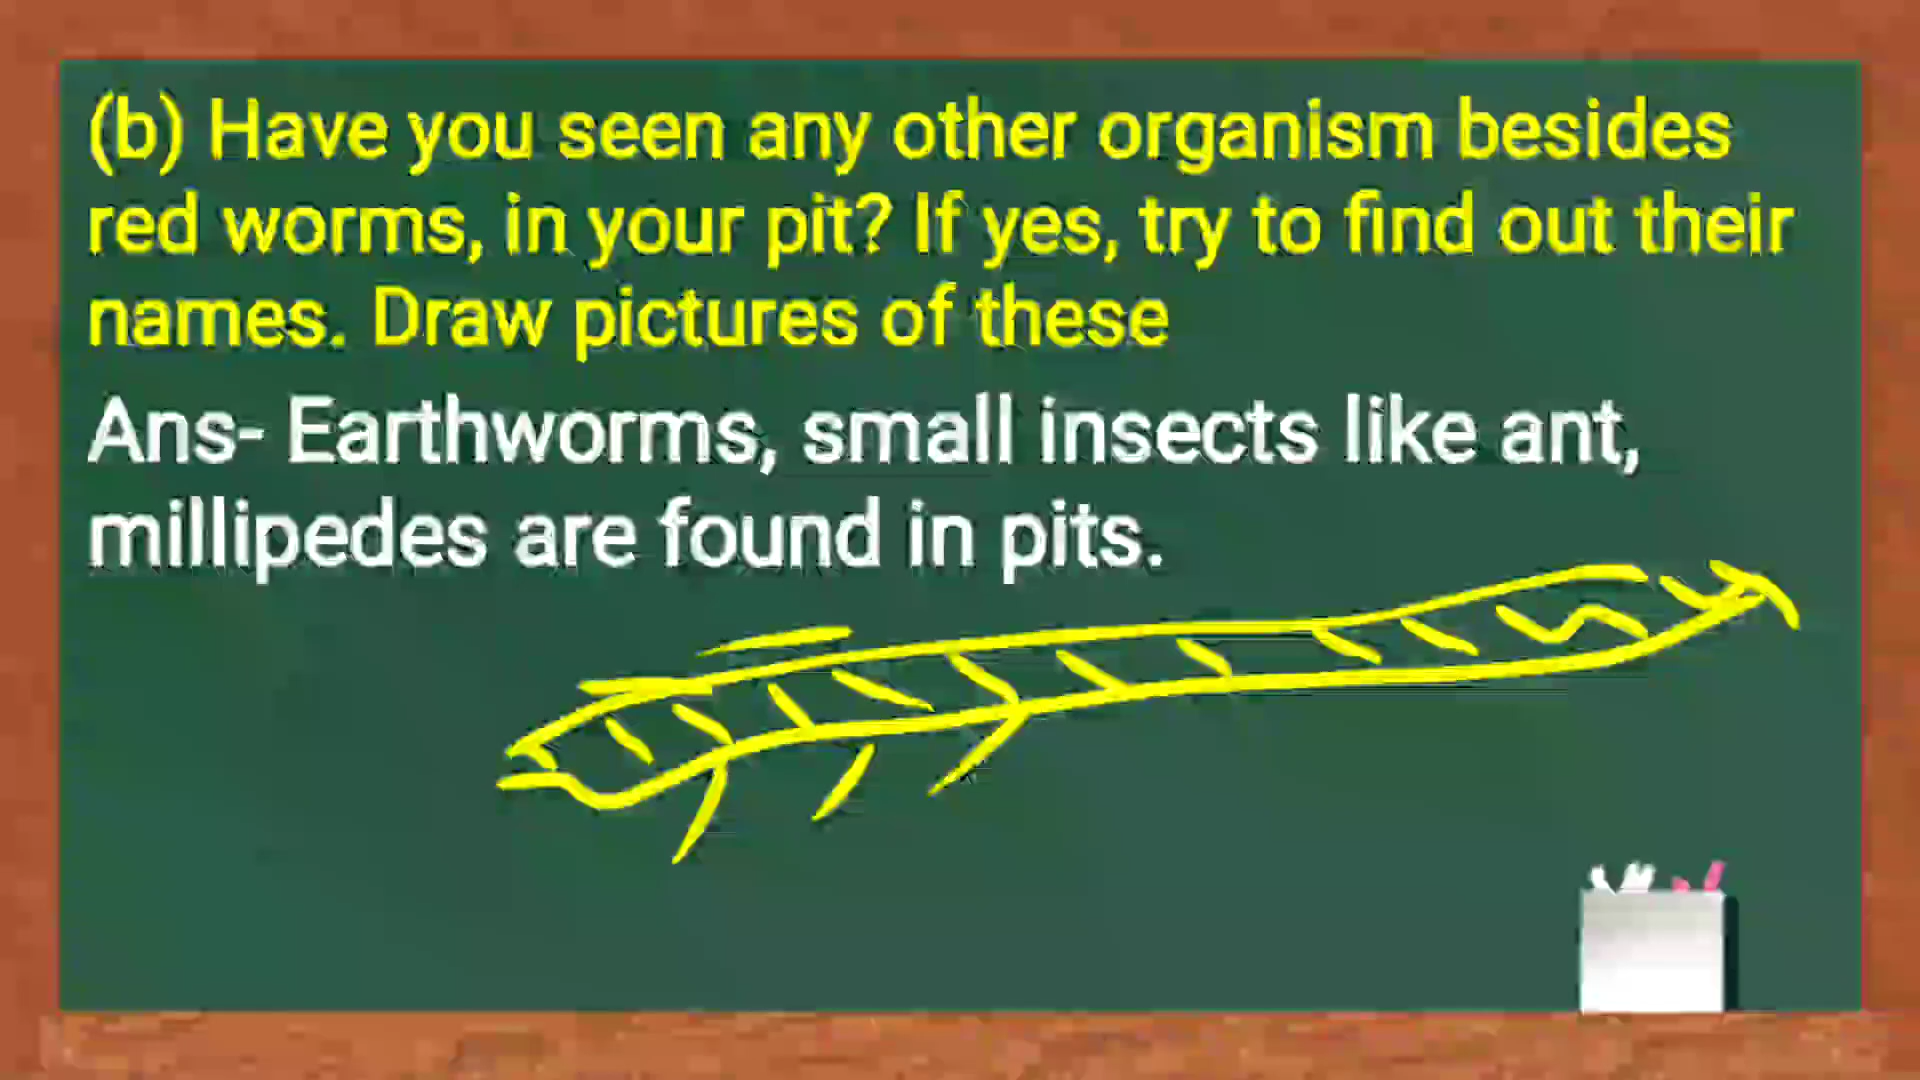 (b) Have you seen any other organism besides
red worms, in your pit? If yes, try to find out their
names. Draw pictures of these
Ans- Earthworms, small insects like ant,
millipedes are found in pits.